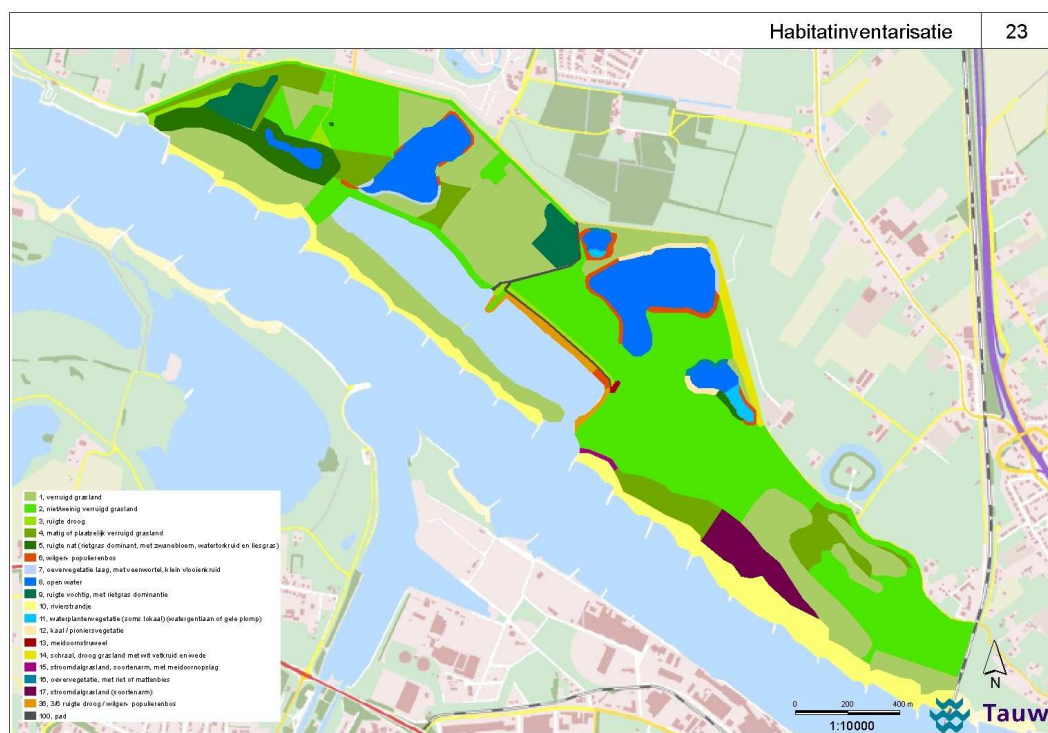 Habitatinventarisatie 23
1, verruigd grasland
2, niet/weinig verruigd grasland
3, ruigte droog
4, matig of plaatselijk verruigd grasland
5, ruigte nat (rietgras dominant, met zwanebloem, watertorkruid en liesgras)
6, wilgen- populierenbos
7, oevervegetatie laag, met veenwortel, klein vlooienkruid
8, open water
9, ruigte vochtig, met rietgras dominantie
10, rivierstrandje
11, waterplantenvegetatie (soms lokaal) (watergentiaan of gele plomp)
12, kaal / pioniersvegetatie
13, meidoornstruweel
14, schraal, droog grasland met wit vetkruid en wede
15, stroomdalgrasland, soortenarm, met meidoornopslag
16, oevervegetatie, met riet of mattenbies
17, stroomdalgrasland (soortenarm)
36, 3/6 ruigte droog / wilgen- populierenbos
100, pad
N
0 200 400 m
1:10000
Tauw